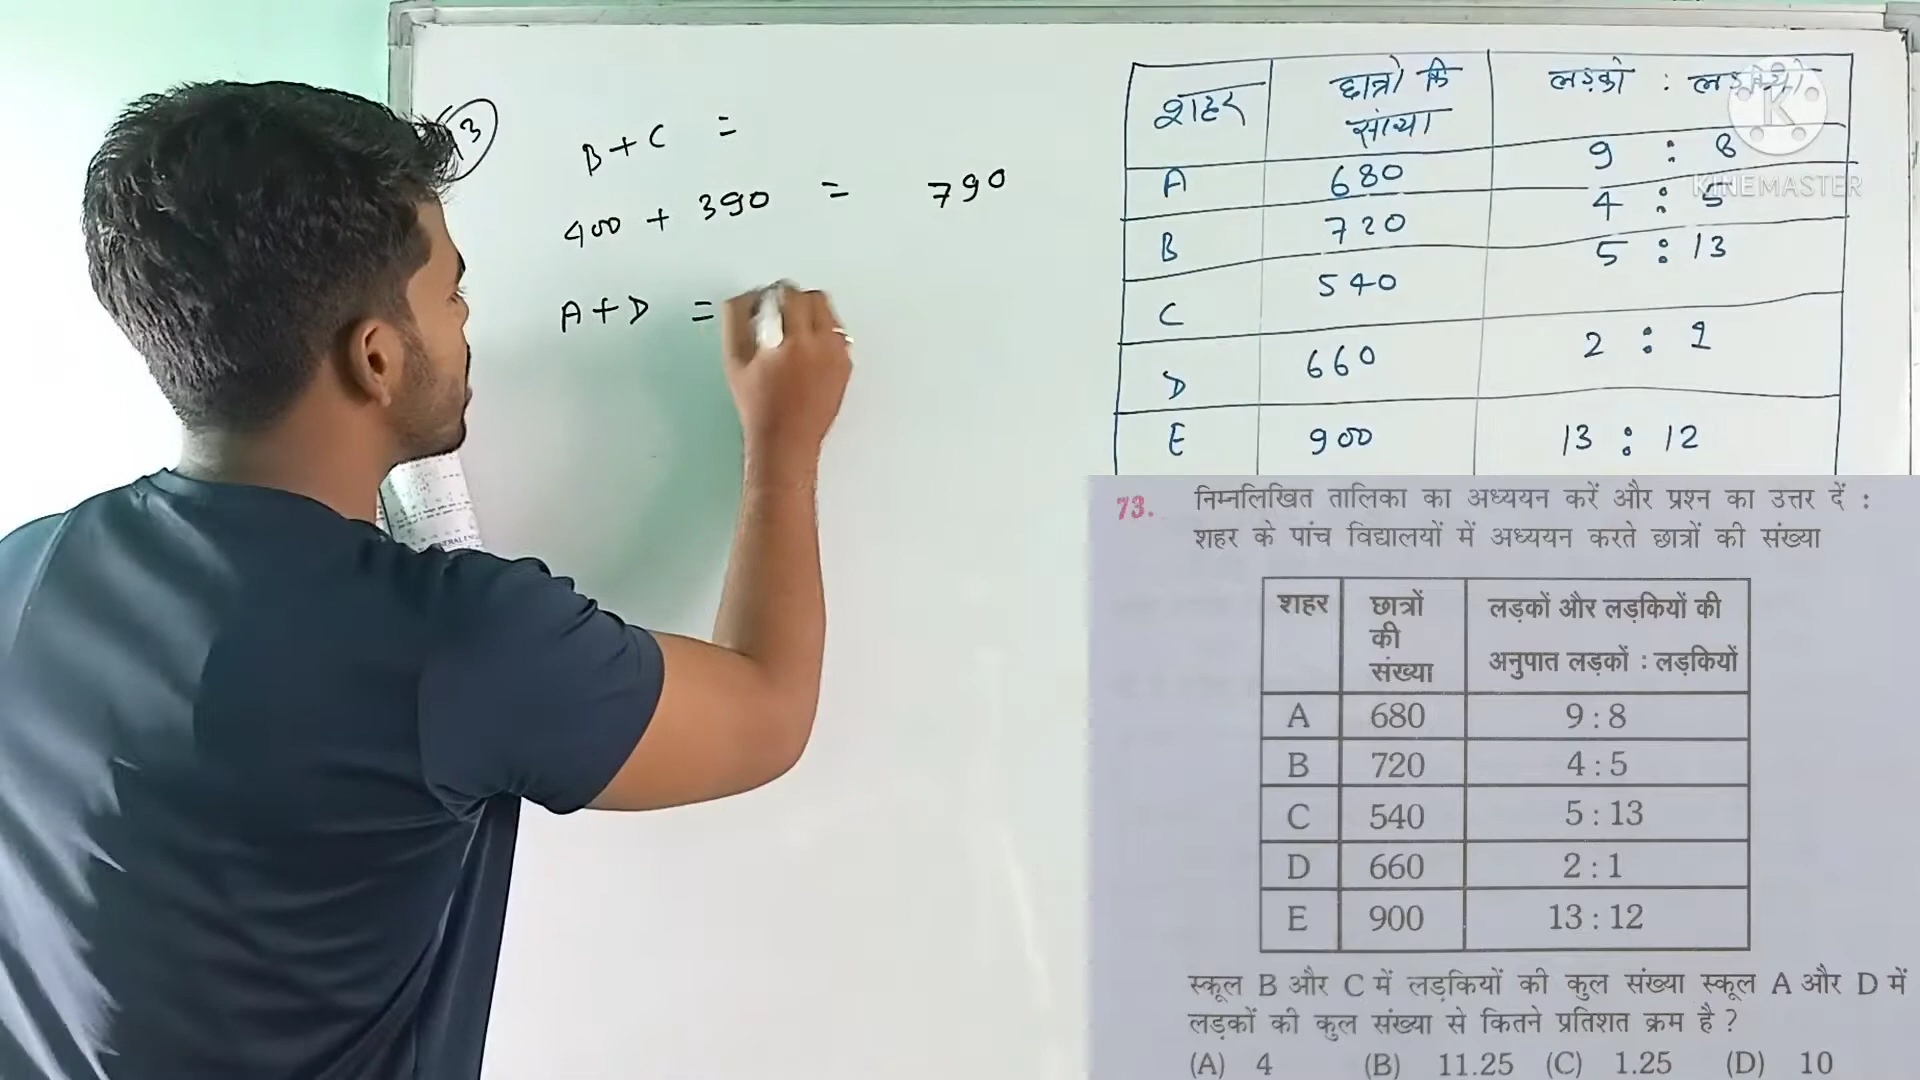 B + C =
400 + 390 = 790
A + D =
शहर छात्रो कि संख्या लड़को : लड़कियो
A 680 9 : 8
B 720 4 : 5
C 540 5 : 13
D 660 2 : 1
E 900 13 : 12
KINEMASTER
73. निम्नलिखित तालिका का अध्ययन करें और प्रश्न का उत्तर दें :
शहर के पांच विद्यालयों में अध्ययन करते छात्रों की संख्या
शहर छात्रों की संख्या लड़कों और लड़कियों की अनुपात लड़कों : लड़कियों
A 680 9 : 8
B 720 4 : 5
C 540 5 : 13
D 660 2 : 1
E 900 13 : 12
स्कूल B और C में लड़कियों की कुल संख्या स्कूल A और D में
लड़कों की कुल संख्या से कितने प्रतिशत क्रम है ?
(A) 4 (B) 11.25 (C) 1.25 (D) 10